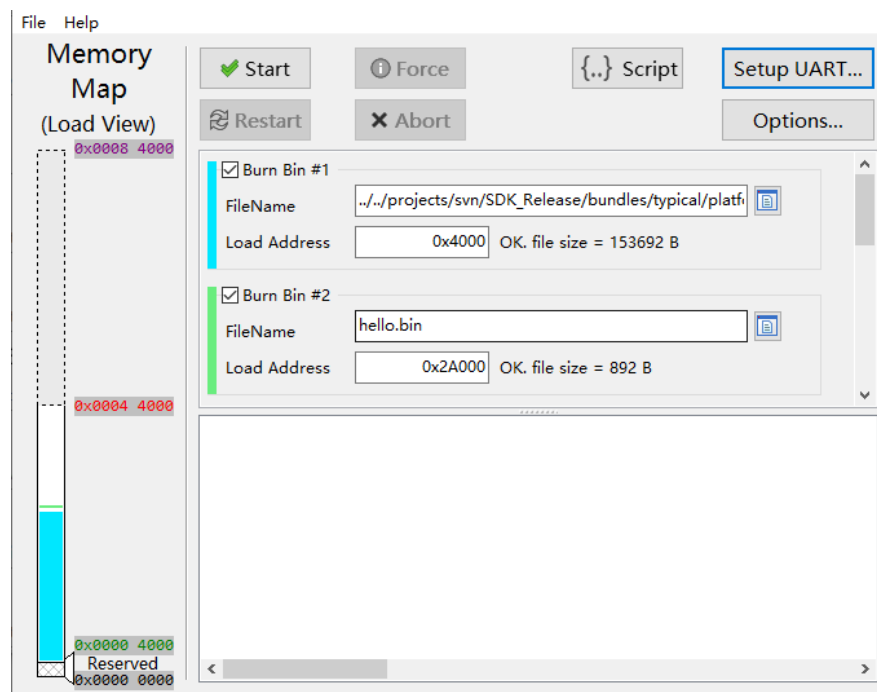 File Help
Memory
Map
(Load View)
0x0008 4000
0x0004 4000
0x0000 4000
Reserved
0x0000 0000
Start
Force
{..} Script
Setup UART...
Restart
Abort
Options...
Burn Bin #1
FileName ../../projects/svn/SDK_Release/bundles/typical/platf
Load Address 0x4000 OK. file size = 153692 B
Burn Bin #2
FileName hello.bin
Load Address 0x2A000 OK. file size = 892 B